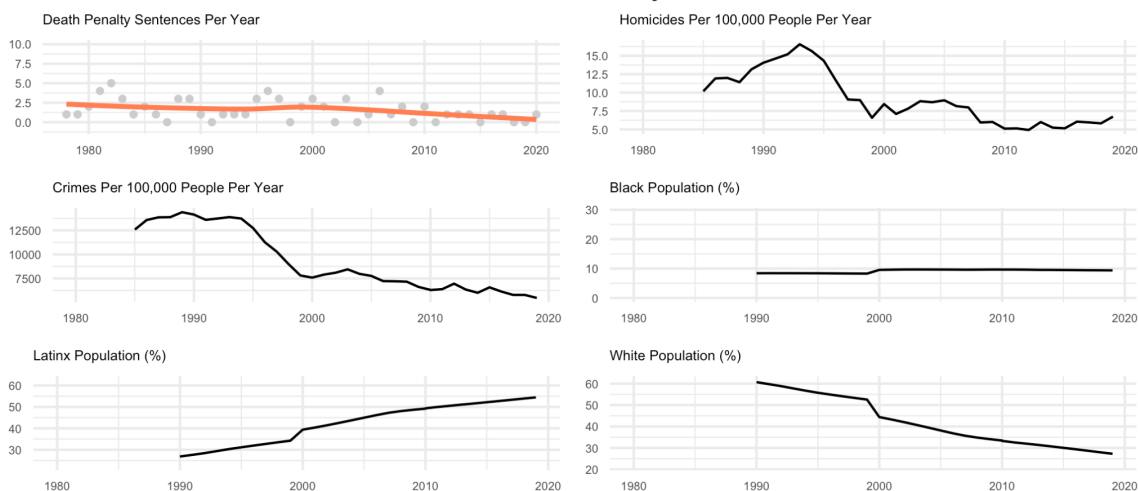 Death Penalty Sentences Per Year
10.0
7.5
5.0
2.5
0.0
1980 1990 2000 2010 2020
Homicides Per 100,000 People Per Year
15.0
12.5
10.0
7.5
5.0
1980 1990 2000 2010 2020
Crimes Per 100,000 People Per Year
12500
10000
7500
1980 1990 2000 2010 2020
Black Population (%)
30
20
10
0
1980 1990 2000 2010 2020
Latinx Population (%)
60
50
40
30
1980 1990 2000 2010 2020
White Population (%)
60
50
40
30
20
1980 1990 2000 2010 2020